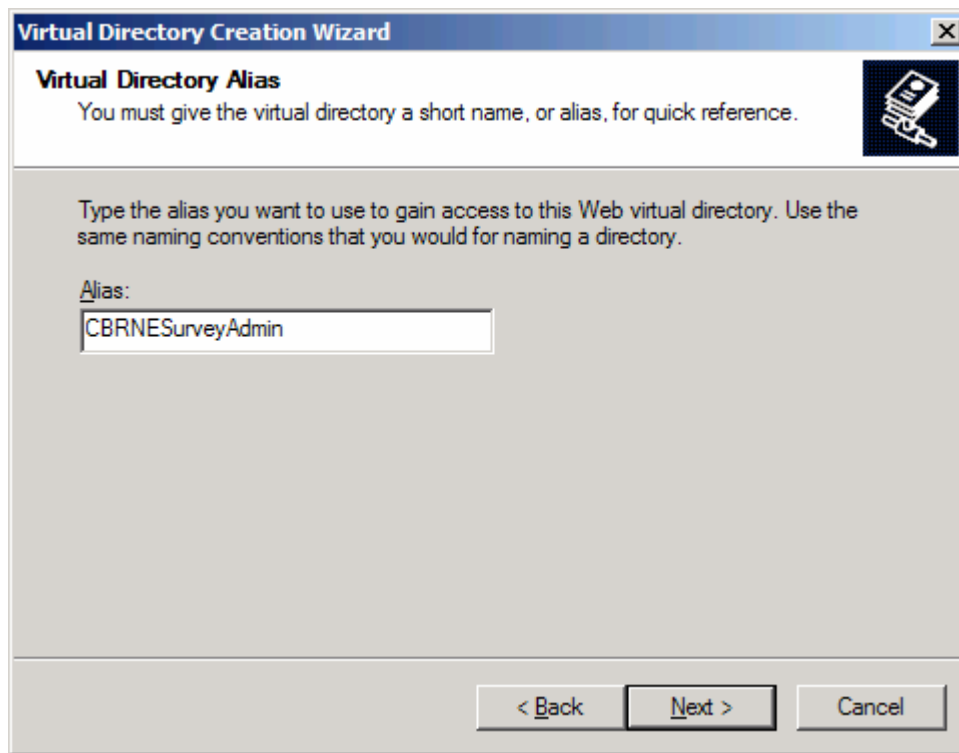 Virtual Directory Creation Wizard
Virtual Directory Alias
You must give the virtual directory a short name, or alias, for quick reference.
Type the alias you want to use to gain access to this Web virtual directory. Use the
same naming conventions that you would for naming a directory.
Alias:
CBRNESurveyAdmin
< Back Next > Cancel